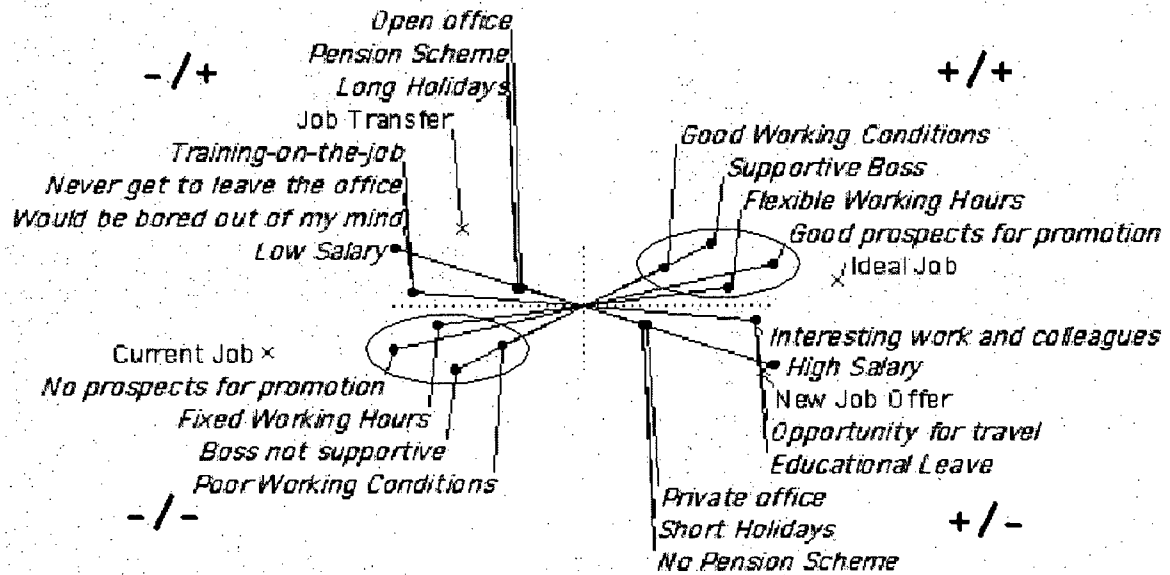 Open office
Pension Scheme
Long Holidays
-/+
+/+
Job Transfer
Training-on-the-job
Never get to leave the office
Would be bored out of my mind
Low Salary
Good Working Conditions
Supportive Boss
Flexible Working Hours
Good prospects for promotion
Ideal Job
Current Job
No prospects for promotion
Fixed Working Hours
Boss not supportive
Poor Working Conditions
-/-
Interesting work and colleagues
High Salary
New Job Offer
Opportunity for travel
Educational Leave
Private office
Short Holidays
No Pension Scheme
+/-